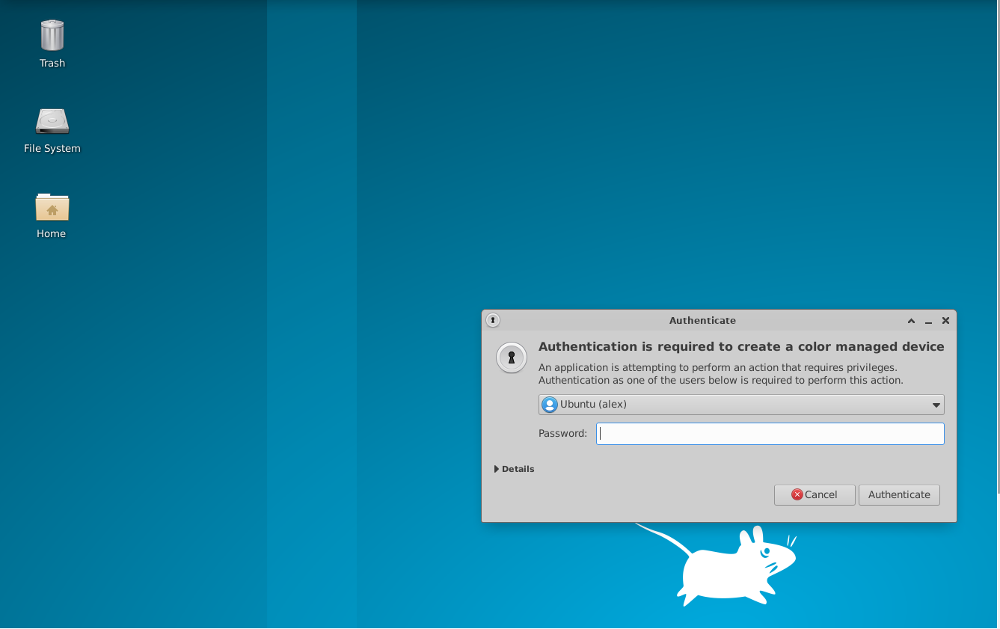 Trash
File System
Home
Authenticate
Authentication is required to create a color managed device
An application is attempting to perform an action that requires privileges.
Authentication as one of the users below is required to perform this action.
Ubuntu (alex)
Password:
Details
Cancel
Authenticate